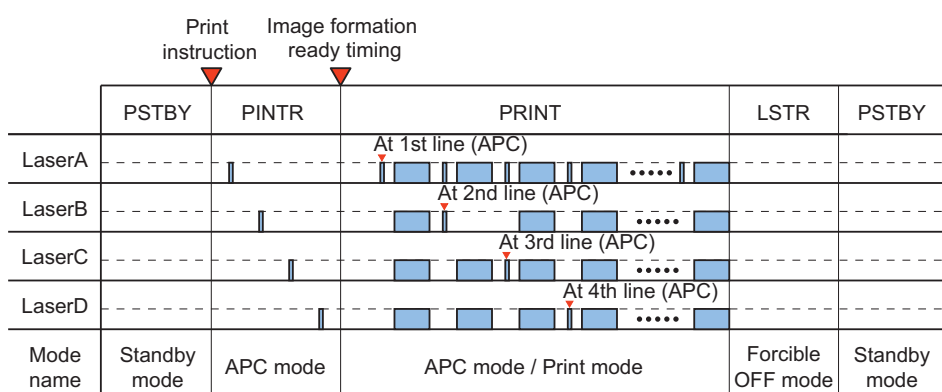 Print
instruction
Image formation
ready timing
PSTBY PINTR PRINT LSTR PSTBY
At 1st line (APC)
LaserA
At 2nd line (APC)
LaserB
At 3rd line (APC)
LaserC
At 4th line (APC)
LaserD
Mode
name
Standby
mode
APC mode
APC mode / Print mode
Forcible
OFF mode
Standby
mode